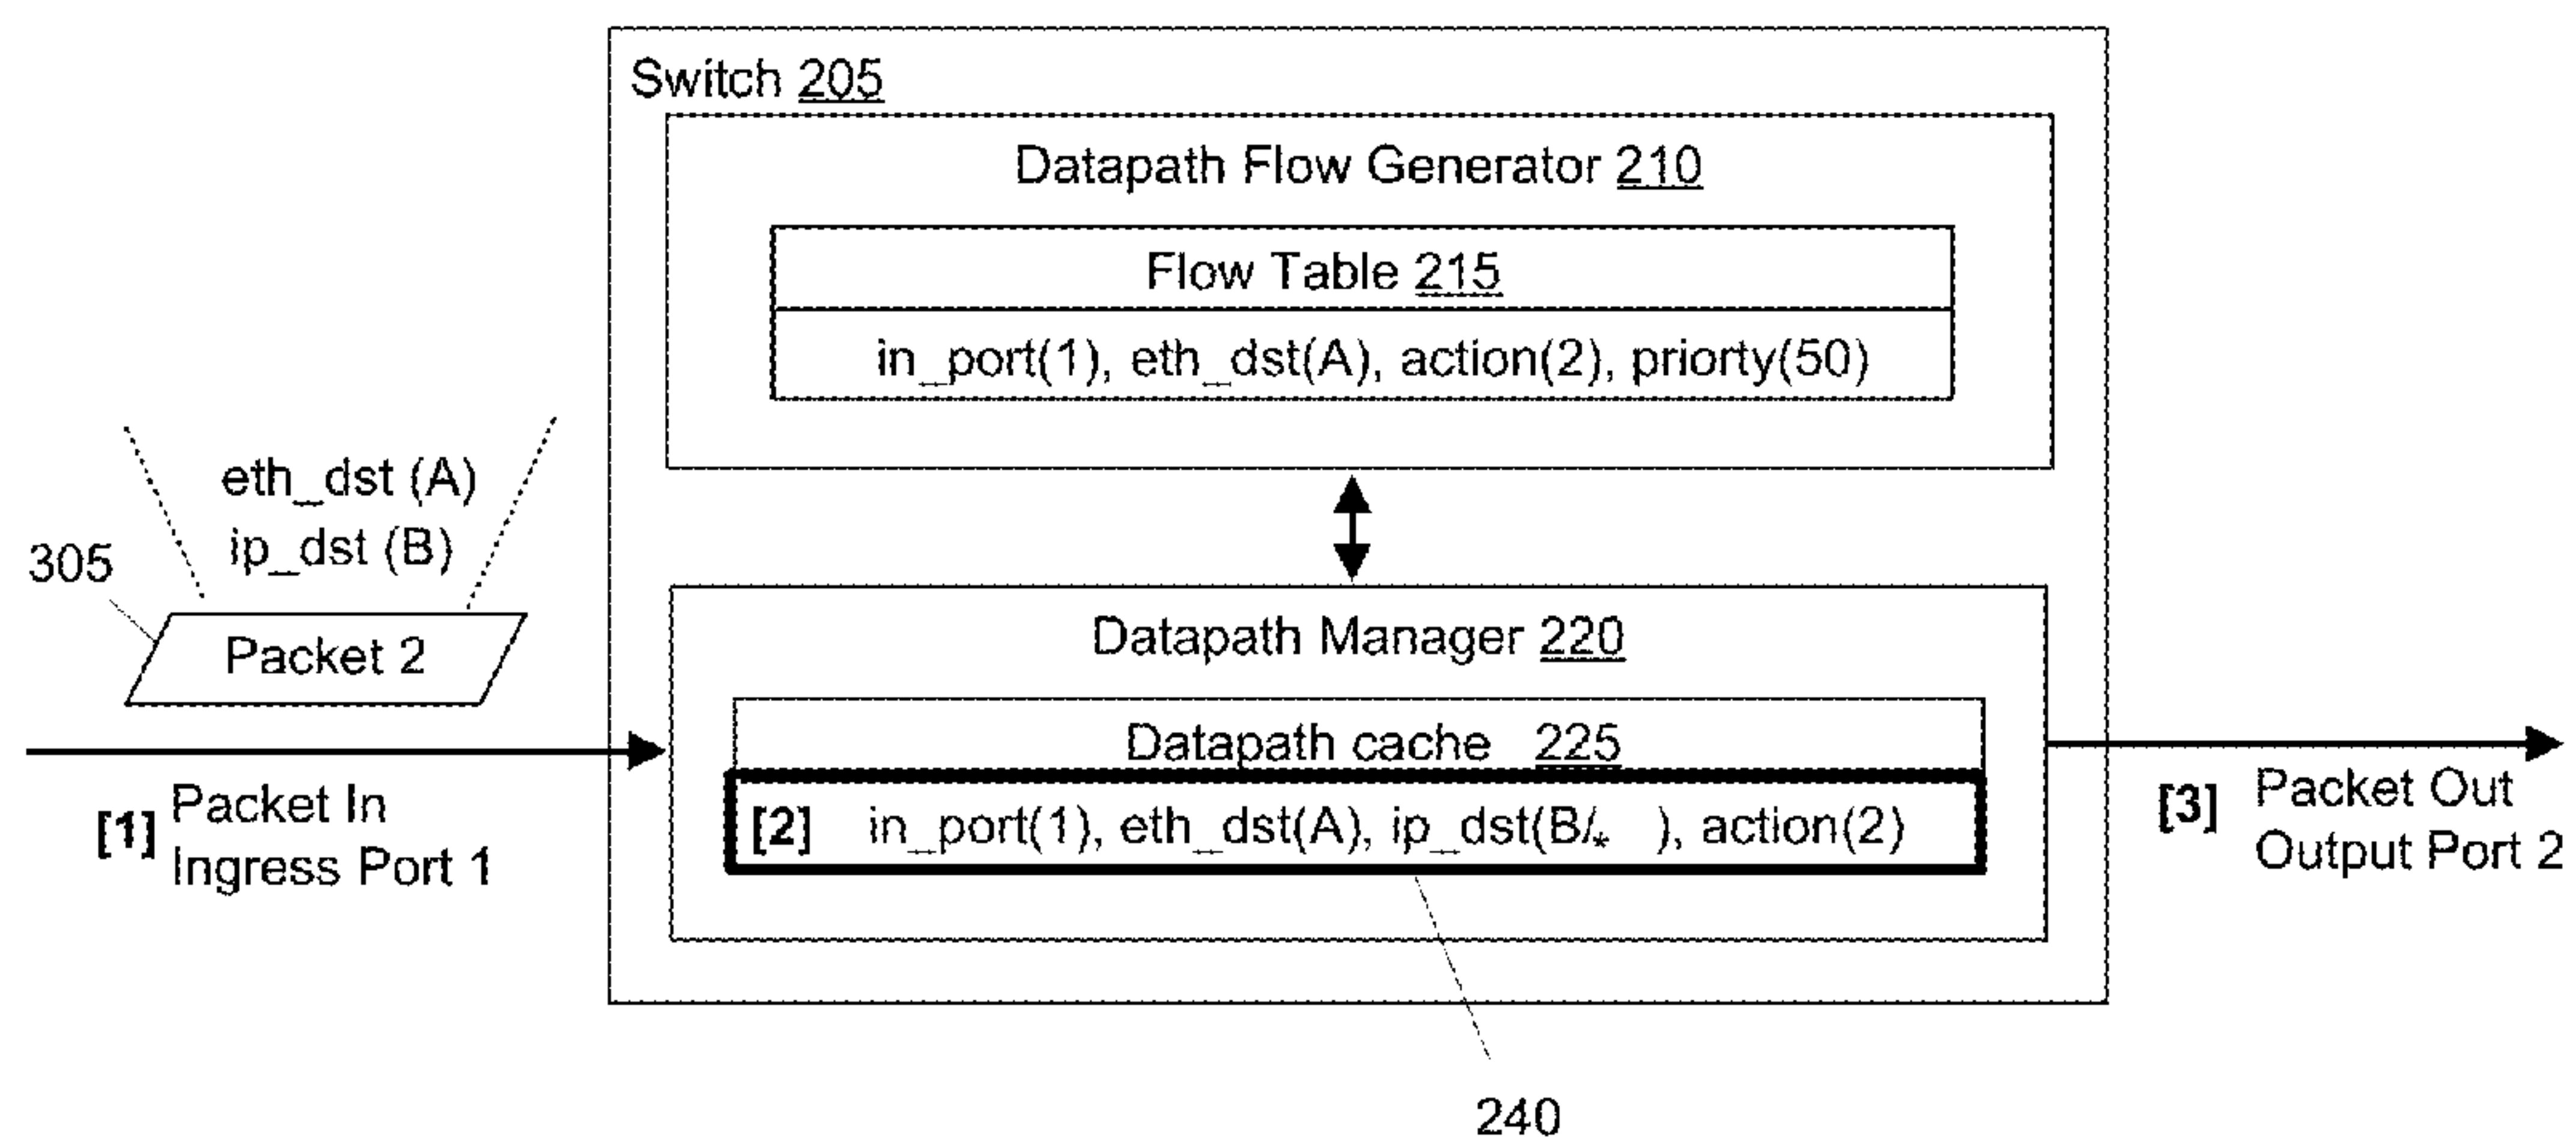 Switch 205
Datapath Flow Generator 210
Flow Table 215
in_port(1), eth_dst(A), action(2), priorty(50)
eth_dst (A)
ip_dst (B)
305
Packet 2
Datapath Manager 220
Datapath cache 225
[2] in_port(1), eth_dst(A), ip_dst(B/* ), action(2)
[1] Packet In
Ingress Port 1
[3] Packet Out
Output Port 2
240